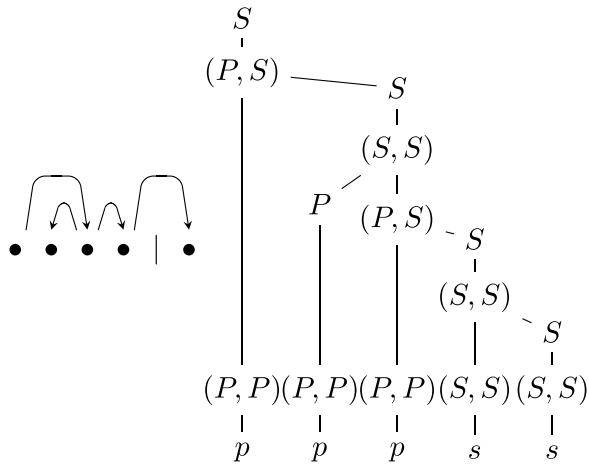 S
(P, S)
S
(S, S)
P
(P, S)
S
(S, S)
S
(P, P)(P, P)(P, P)(S, S)(S, S)
p p p s s